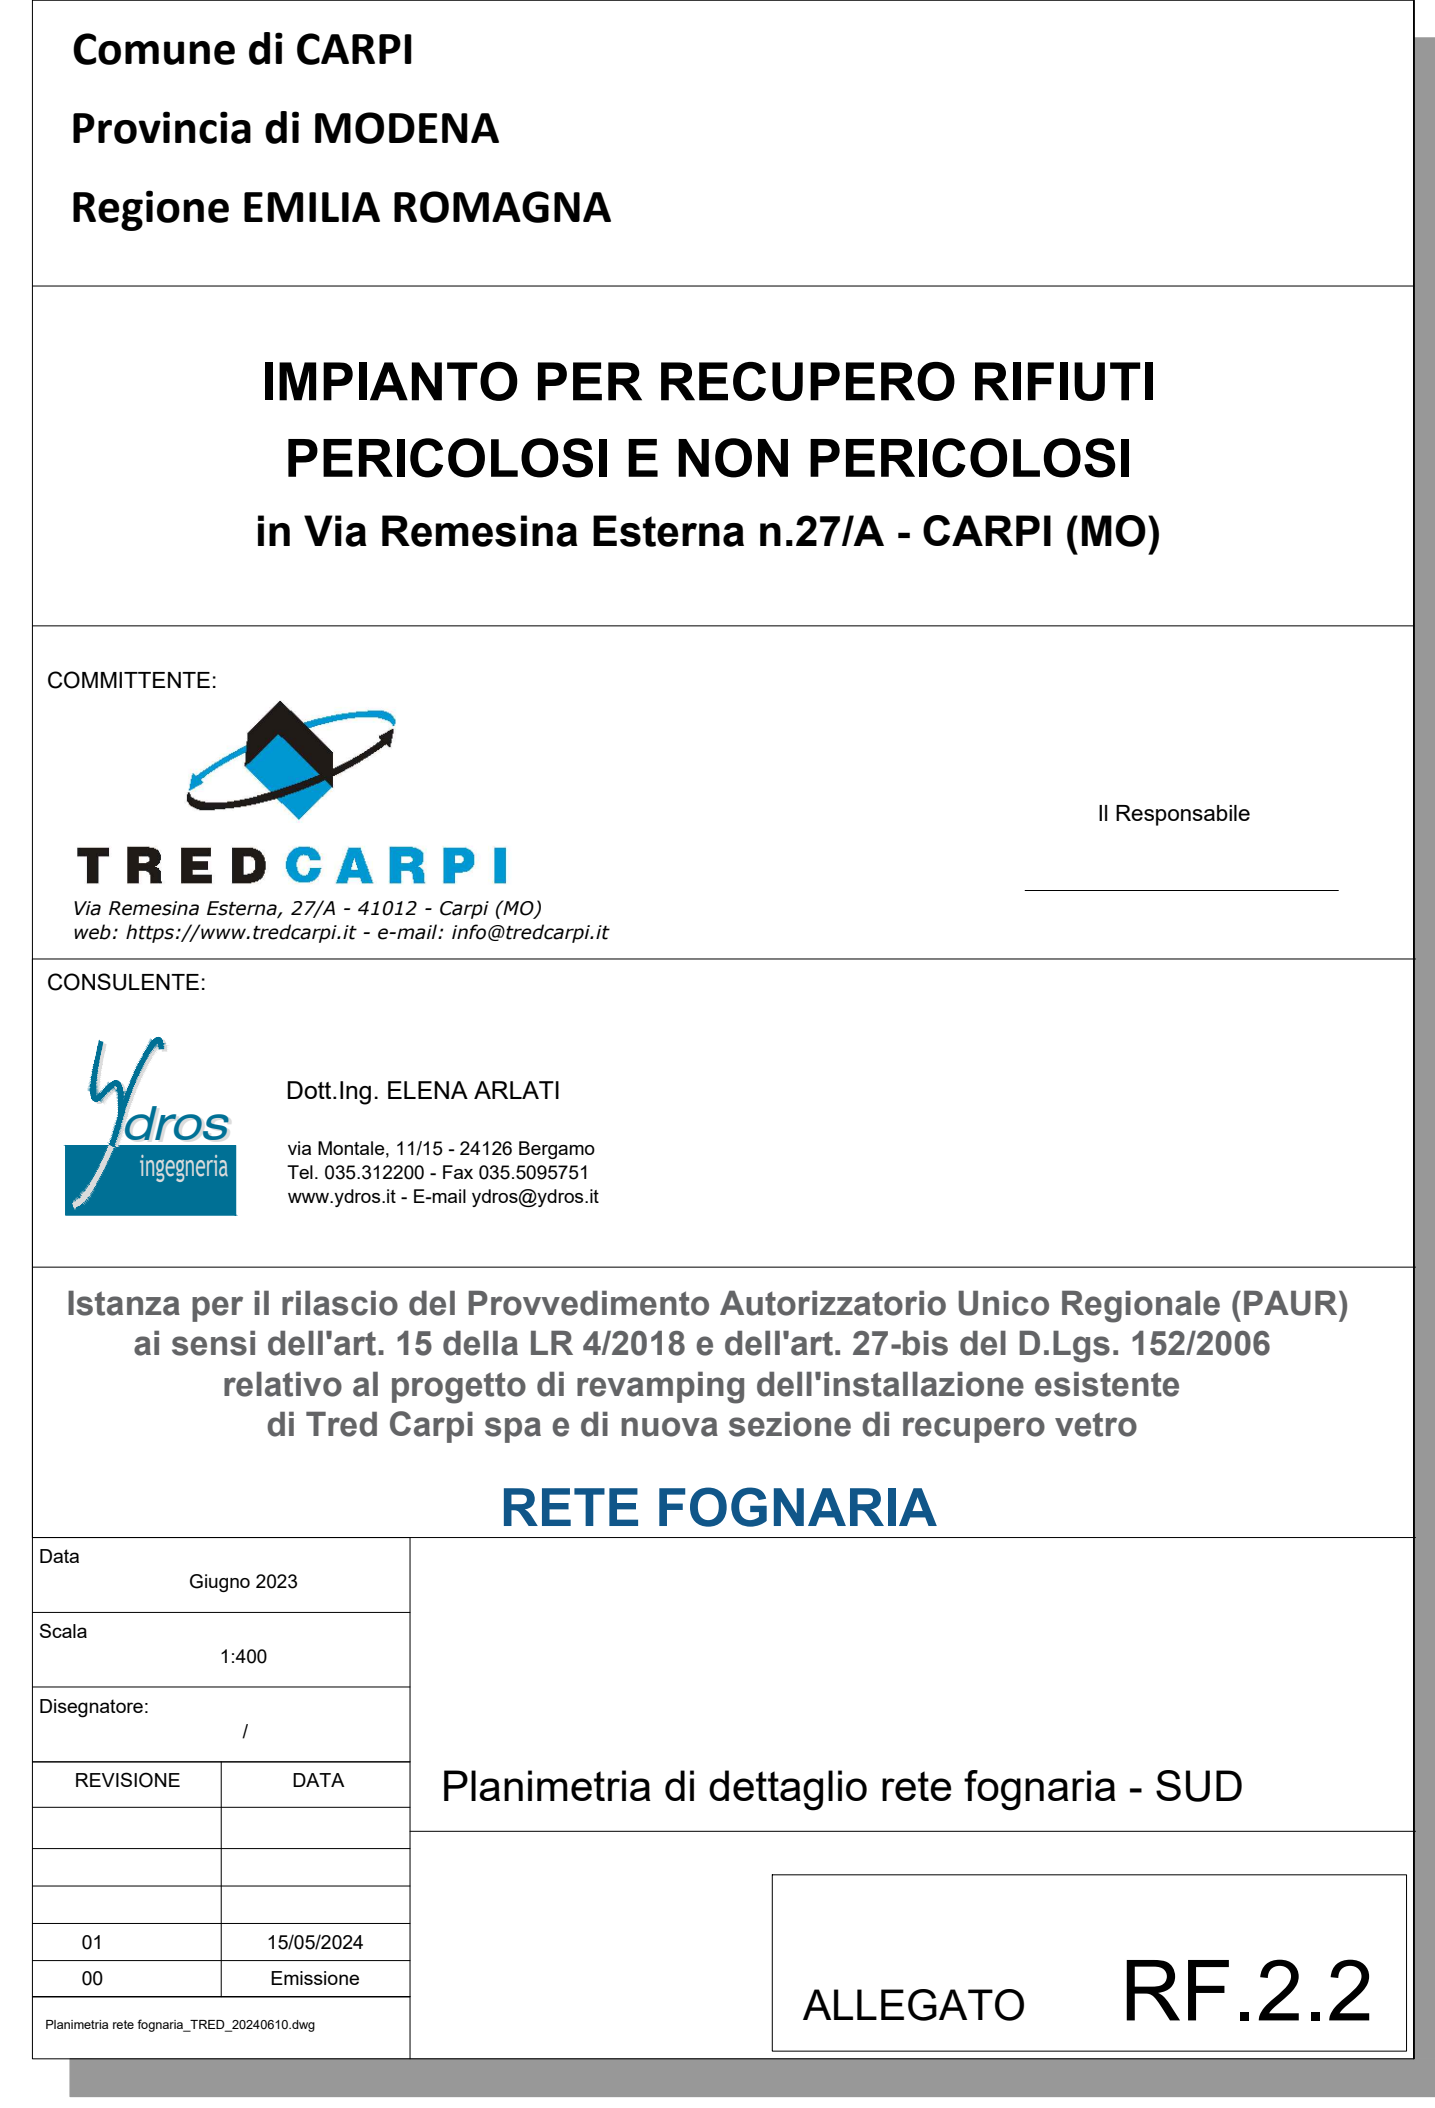 Comune di CARPI
Provincia di MODENA
Regione EMILIA ROMAGNA
IMPIANTO PER RECUPERO RIFIUTI
PERICOLOSI E NON PERICOLOSI
in Via Remesina Esterna n.27/A - CARPI (MO)
COMMITTENTE:
TREDCARPI
Via Remesina Esterna, 27/A - 41012 - Carpi (MO)
web: https://www.tredcarpi.it - e-mail: info@tredcarpi.it
Il Responsabile
CONSULENTE:
Ydros
ingegneria
Dott.Ing. ELENA ARLATI
via Montale, 11/15 - 24126 Bergamo
Tel. 035.312200 - Fax 035.5095751
www.ydros.it - E-mail ydros@ydros.it
Istanza per il rilascio del Provvedimento Autorizzatorio Unico Regionale (PAUR)
ai sensi dell'art. 15 della LR 4/2018 e dell'art. 27-bis del D.Lgs. 152/2006
relativo al progetto di revamping dell'installazione esistente
di Tred Carpi spa e di nuova sezione di recupero vetro
RETE FOGNARIA
Data
Giugno 2023
Scala
1:400
Disegnatore:
/
REVISIONE DATA
01 15/05/2024
00 Emissione
Planimetria rete fognaria_TRED_20240610.dwg
Planimetria di dettaglio rete fognaria - SUD
ALLEGATO RF.2.2